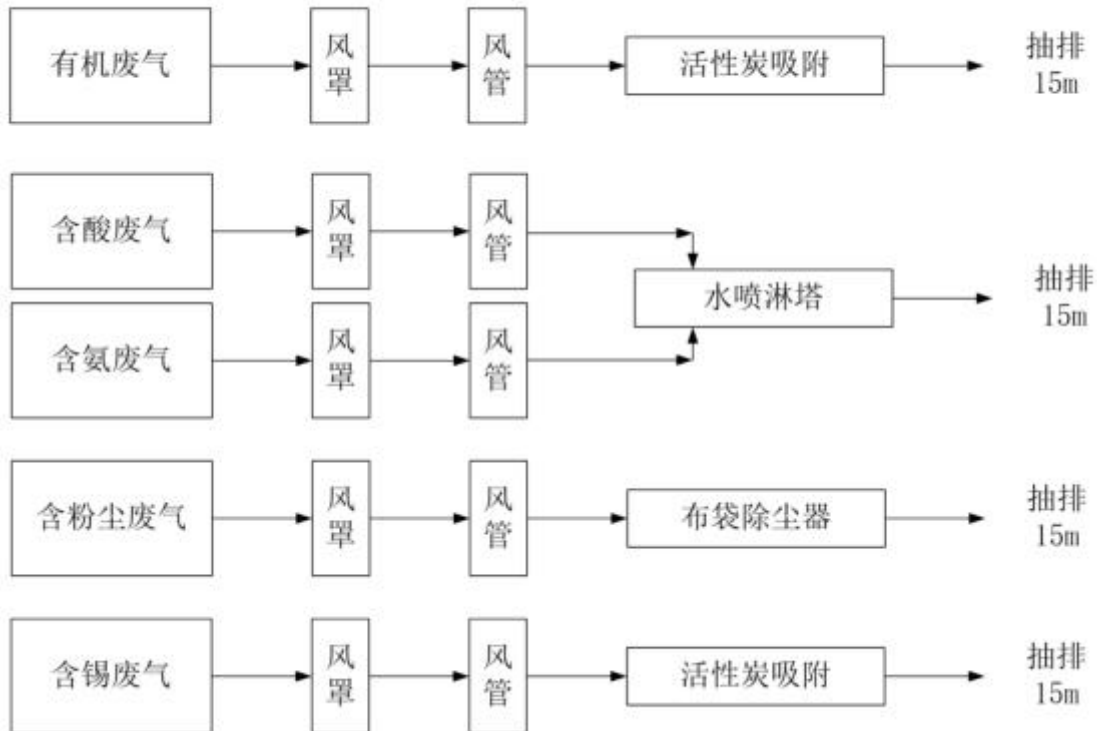 有机废气
风罩
风管
活性炭吸附
抽排
15m
含酸废气
风罩
风管
含氨废气
风罩
风管
水喷淋塔
抽排
15m
含粉尘废气
风罩
风管
布袋除尘器
抽排
15m
含锡废气
风罩
风管
活性炭吸附
抽排
15m